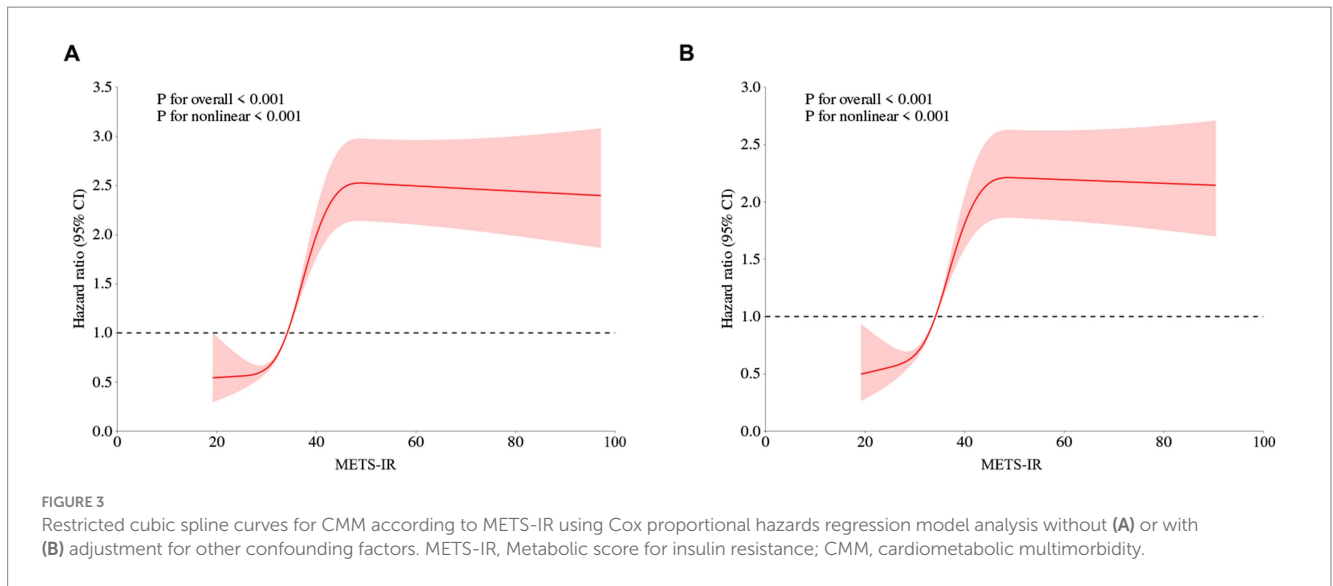 A
P for overall < 0.001
P for nonlinear < 0.001
Hazard ratio (95% CI)
3.5
3.0
2.5
2.0
1.5
1.0
0.5
0.0
0 20 40 60 80 100
METS-IR
B
P for overall < 0.001
P for nonlinear < 0.001
Hazard ratio (95% CI)
3.0
2.5
2.0
1.5
1.0
0.5
0.0
0 20 40 60 80 100
METS-IR
FIGURE 3
Restricted cubic spline curves for CMM according to METS-IR using Cox proportional hazards regression model analysis without (A) or with
(B) adjustment for other confounding factors. METS-IR, Metabolic score for insulin resistance; CMM, cardiometabolic multimorbidity.